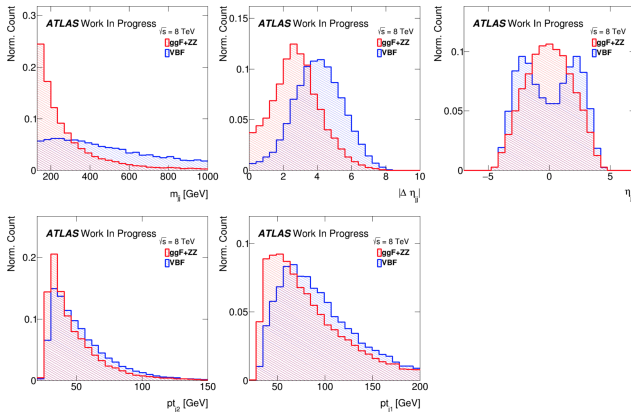 Norm. Count
ATLAS Work In Progress
√s = 8 TeV
ggF+ZZ
VBF
0.3
0.2
0.1
0
200 400 600 800 1000
m_jj [GeV]
Norm. Count
ATLAS Work In Progress
√s = 8 TeV
ggF+ZZ
VBF
0.15
0.1
0.05
0
0 2 4 6 8 10
|Δ η_jj|
Norm. Count
ATLAS Work In Progress
√s = 8 TeV
ggF+ZZ
VBF
0.1
0.05
0
−5 0 5
η
Norm. Count
ATLAS Work In Progress
√s = 8 TeV
ggF+ZZ
VBF
0.2
0.1
0
50 100 150
pt_j2 [GeV]
Norm. Count
ATLAS Work In Progress
√s = 8 TeV
ggF+ZZ
VBF
0.1
0.05
0
50 100 150 200
pt_j1 [GeV]